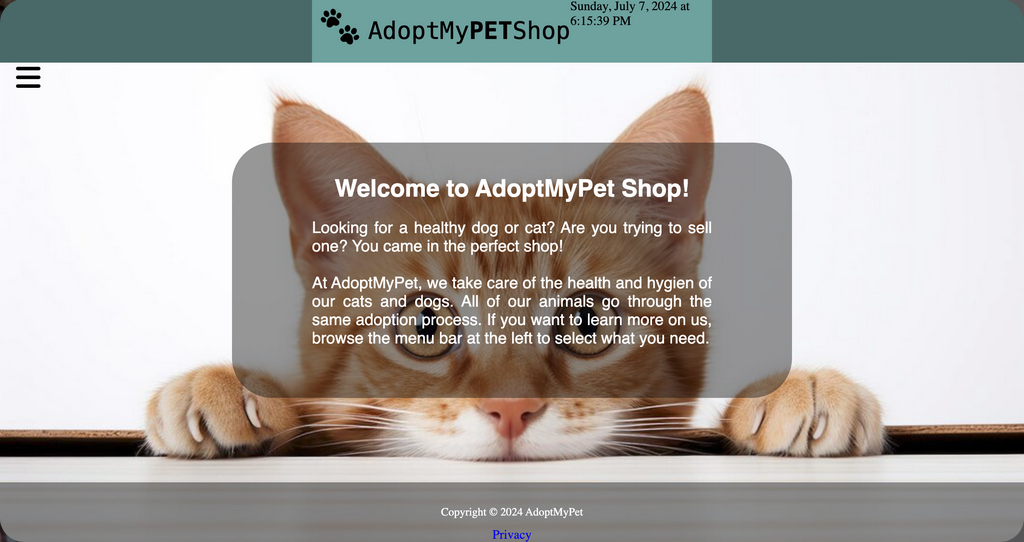 AdoptMyPETShop
Sunday, July 7, 2024 at
6:15:39 PM
Welcome to AdoptMyPet Shop!
Looking for a healthy dog or cat? Are you trying to sell
one? You came in the perfect shop!
At AdoptMyPet, we take care of the health and hygien of
our cats and dogs. All of our animals go through the
same adoption process. If you want to learn more on us,
browse the menu bar at the left to select what you need.
Copyright © 2024 AdoptMyPet
Privacy